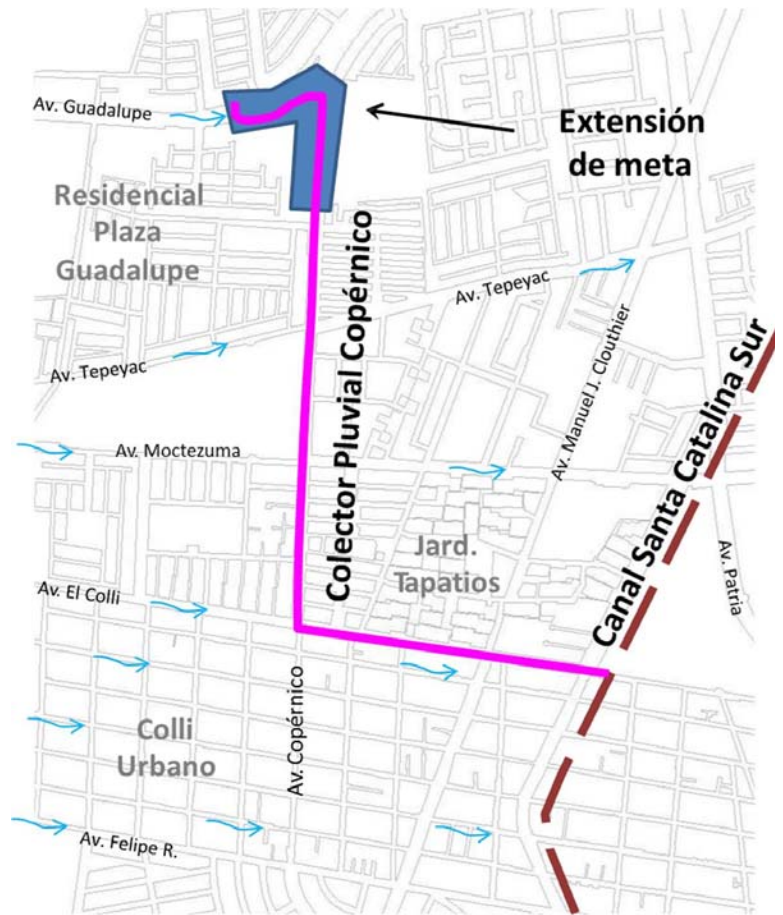 Av. Guadalupe
Extensión
de meta
Residencial
Plaza
Guadalupe
Colector Pluvial Copérnico
Av. Tepeyac
Av. Tepeyac
Av. Manuel J. Clouthier
Canal Santa Catalina Sur
Av. Moctezuma
Jard.
Tapatios
Av. Patria
Av. El Colli
Av. Copérnico
Colli
Urbano
Av. Felipe R.